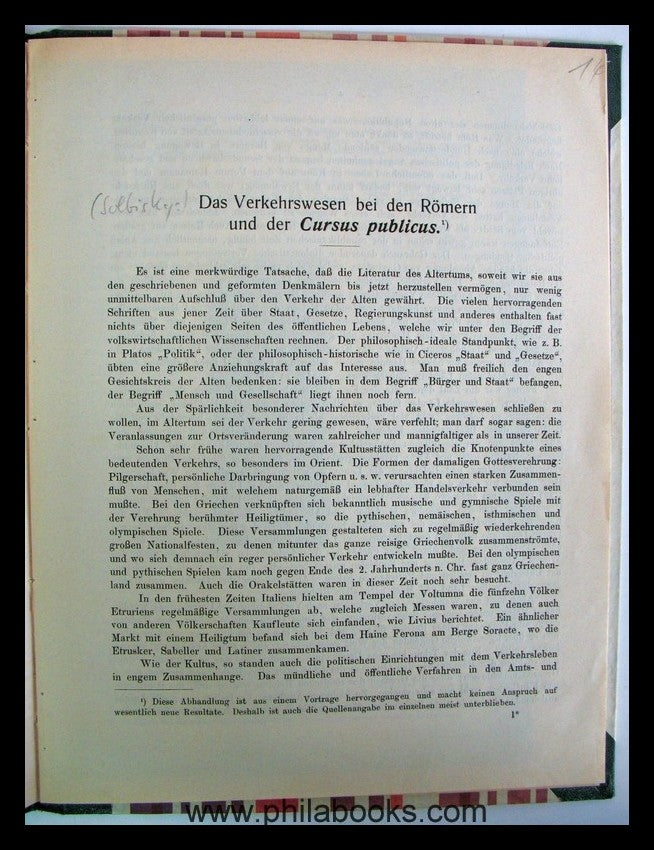 1
(Solbisky!
Das Verkehrswesen bei den Römern
und der Cursus publicus.¹)
Es ist eine merkwürdige Tatsache, daß die Literatur des Altertums, soweit wir sie aus
den geschriebenen und geformten Denkmälern bis jetzt herzustellen vermögen, nur wenig
unmittelbaren Aufschluß über den Verkehr der Alten gewährt. Die vielen hervorragenden
Schriften aus jener Zeit über Staat, Gesetze, Regierungskunst und anderes enthalten fast
nichts über diejenigen Seiten des öffentlichen Lebens, welche wir unter den Begriff der
volkswirtschaftlichen Wissenschaften rechnen. Der philosophisch-ideale Standpunkt, wie z. B.
in Platos „Politik“, oder der philosophisch-historische wie in Ciceros „Staat“ und „Gesetze“,
übten eine größere Anziehungskraft auf das Interesse aus. Man muß freilich den engen
Gesichtskreis der Alten bedenken: sie bleiben in dem Begriff „Bürger und Staat“ befangen,
der Begriff „Mensch und Gesellschaft“ liegt ihnen noch fern.
Aus der Spärlichkeit besonderer Nachrichten über das Verkehrswesen schließen zu
wollen, im Altertum sei der Verkehr gering gewesen, wäre verfehlt; man darf sogar sagen: die
Veranlassungen zur Ortsveränderung waren zahlreicher und mannigfaltiger als in unserer Zeit.
Schon sehr frühe waren hervorragende Kultusstätten zugleich die Knotenpunkte eines
bedeutenden Verkehrs, so besonders im Orient. Die Formen der damaligen Gottesverehrung:
Pilgerschaft, persönliche Darbringung von Opfern u. s. w. verursachten einen starken Zusammen-
fluß von Menschen, mit welchem naturgemäß ein lebhafter Handelsverkehr verbunden sein
mußte. Bei den Griechen verknüpften sich bekanntlich musische und gymnische Spiele mit
der Verehrung berühmter Heiligtümer, so die pythischen, nemäischen, isthmischen und
olympischen Spiele. Diese Versammlungen gestalteten sich zu regelmäßig wiederkehrenden
großen Nationalfesten, zu denen mitunter das ganze reisige Griechenvolk zusammenströmte,
und wo sich demnach ein reger persönlicher Verkehr entwickeln mußte. Bei den olympischen
und pythischen Spielen kam noch gegen Ende des 2. Jahrhunderts n. Chr. fast ganz Griechen-
land zusammen. Auch die Orakelstätten waren in dieser Zeit noch sehr besucht.
In den frühesten Zeiten Italiens hielten am Tempel der Voltumna die fünfzehn Völker
Etruriens regelmäßige Versammlungen ab, welche zugleich Messen waren, zu denen auch
von anderen Völkerschaften Kaufleute sich einfanden, wie Livius berichtet. Ein ähnlicher
Markt mit einem Heiligtum befand sich bei dem Haine Ferona am Berge Soracte, wo die
Etrusker, Sabeller und Latiner zusammenkamen.
Wie der Kultus, so standen auch die politischen Einrichtungen mit dem Verkehrsleben
in engem Zusammenhange. Das mündliche und öffentliche Verfahren in den Amts- und
¹) Diese Abhandlung ist aus einem Vortrage hervorgegangen und macht keinen Anspruch auf
wesentlich neue Resultate. Deshalb ist auch die Quellenangabe im einzelnen meist unterblieben.
1*
www.philabooks.com